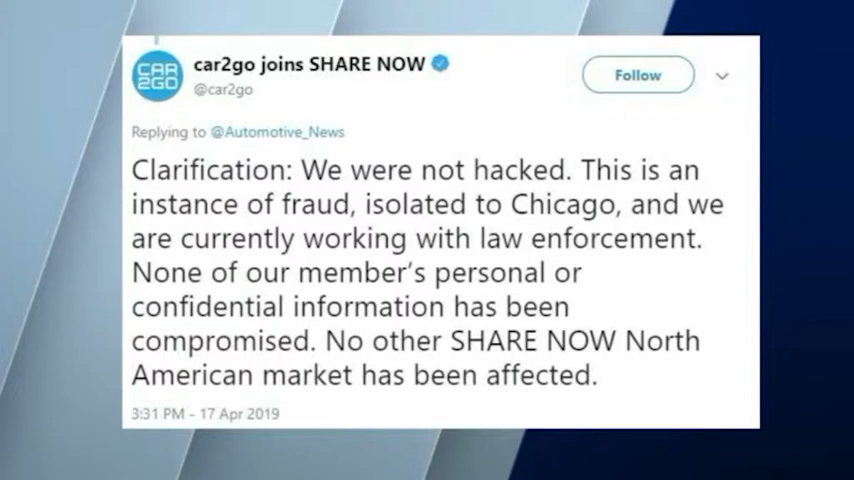 CAR
2GO
car2go joins SHARE NOW
@car2go
Follow
Replying to @Automotive_News
Clarification: We were not hacked. This is an
instance of fraud, isolated to Chicago, and we
are currently working with law enforcement.
None of our member's personal or
confidential information has been
compromised. No other SHARE NOW North
American market has been affected.
3:31 PM - 17 Apr 2019